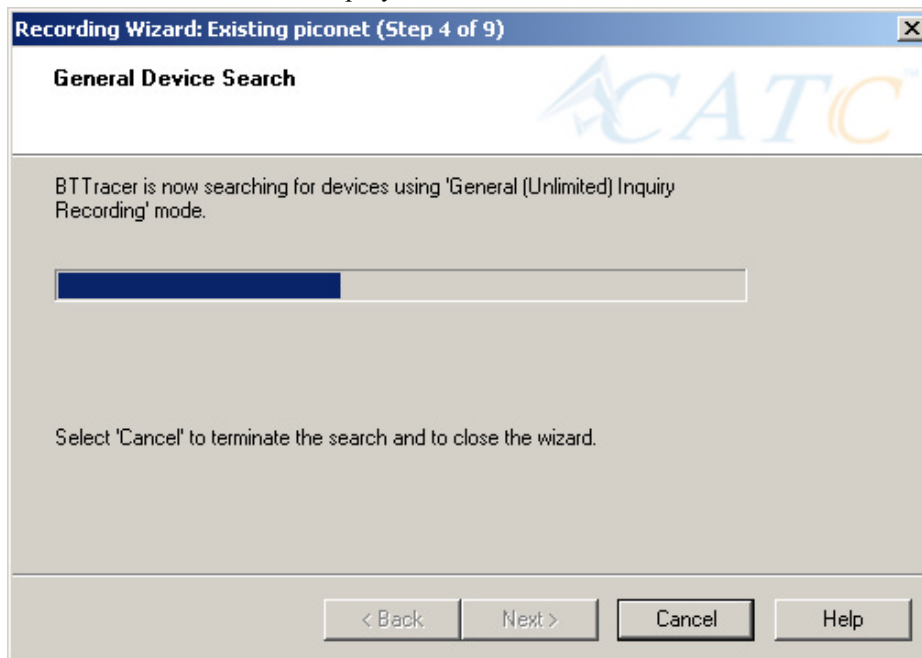 Recording Wizard: Existing piconet (Step 4 of 9)
General Device Search
CATC
BTTracer is now searching for devices using 'General (Unlimited) Inquiry
Recording' mode.
Select 'Cancel' to terminate the search and to close the wizard.
< Back Next > Cancel Help